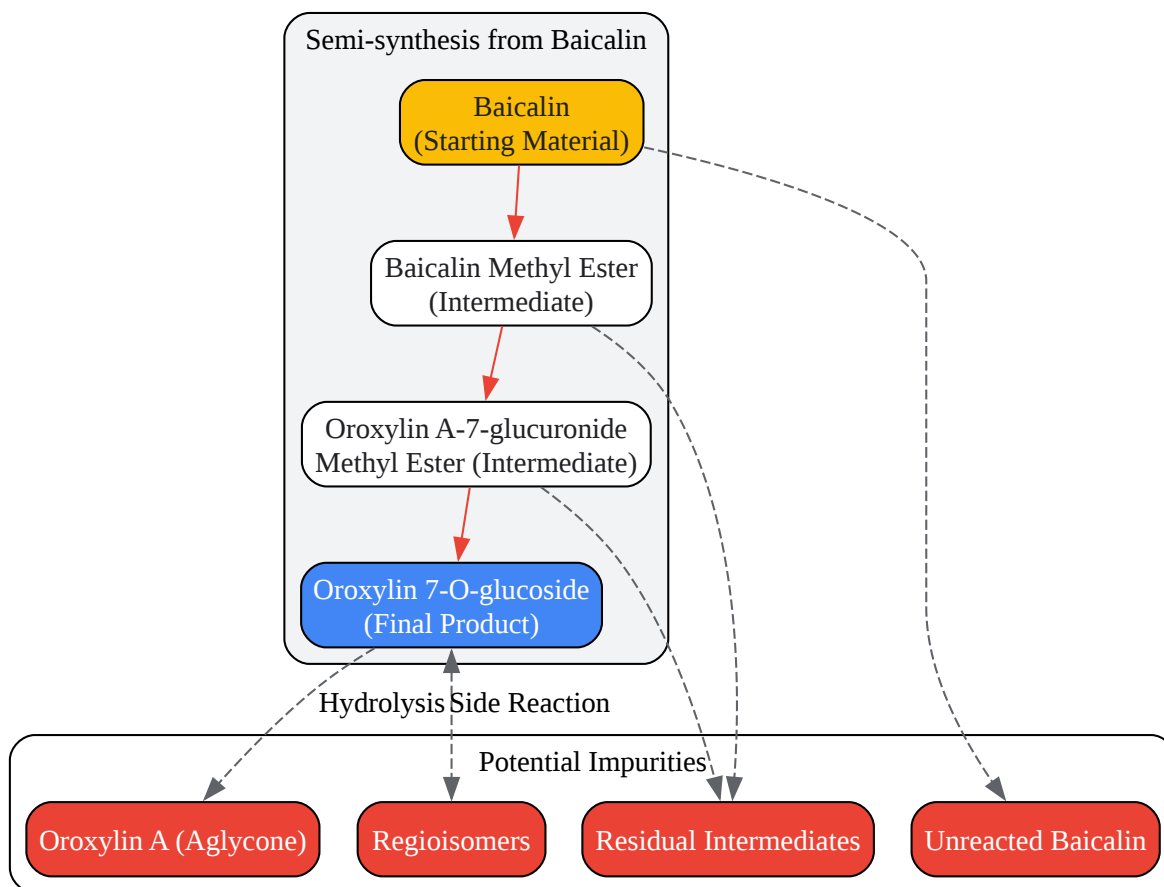 Semi-synthesis from Baicalin
Baicalin
(Starting Material)
Baicalin Methyl Ester
(Intermediate)
Oroxylin A-7-glucuronide
Methyl Ester (Intermediate)
Oroxylin 7-O-glucoside
(Final Product)
Hydrolysis
Side Reaction
Potential Impurities
Oroxylin A (Aglycone)
Regioisomers
Residual Intermediates
Unreacted Baicalin